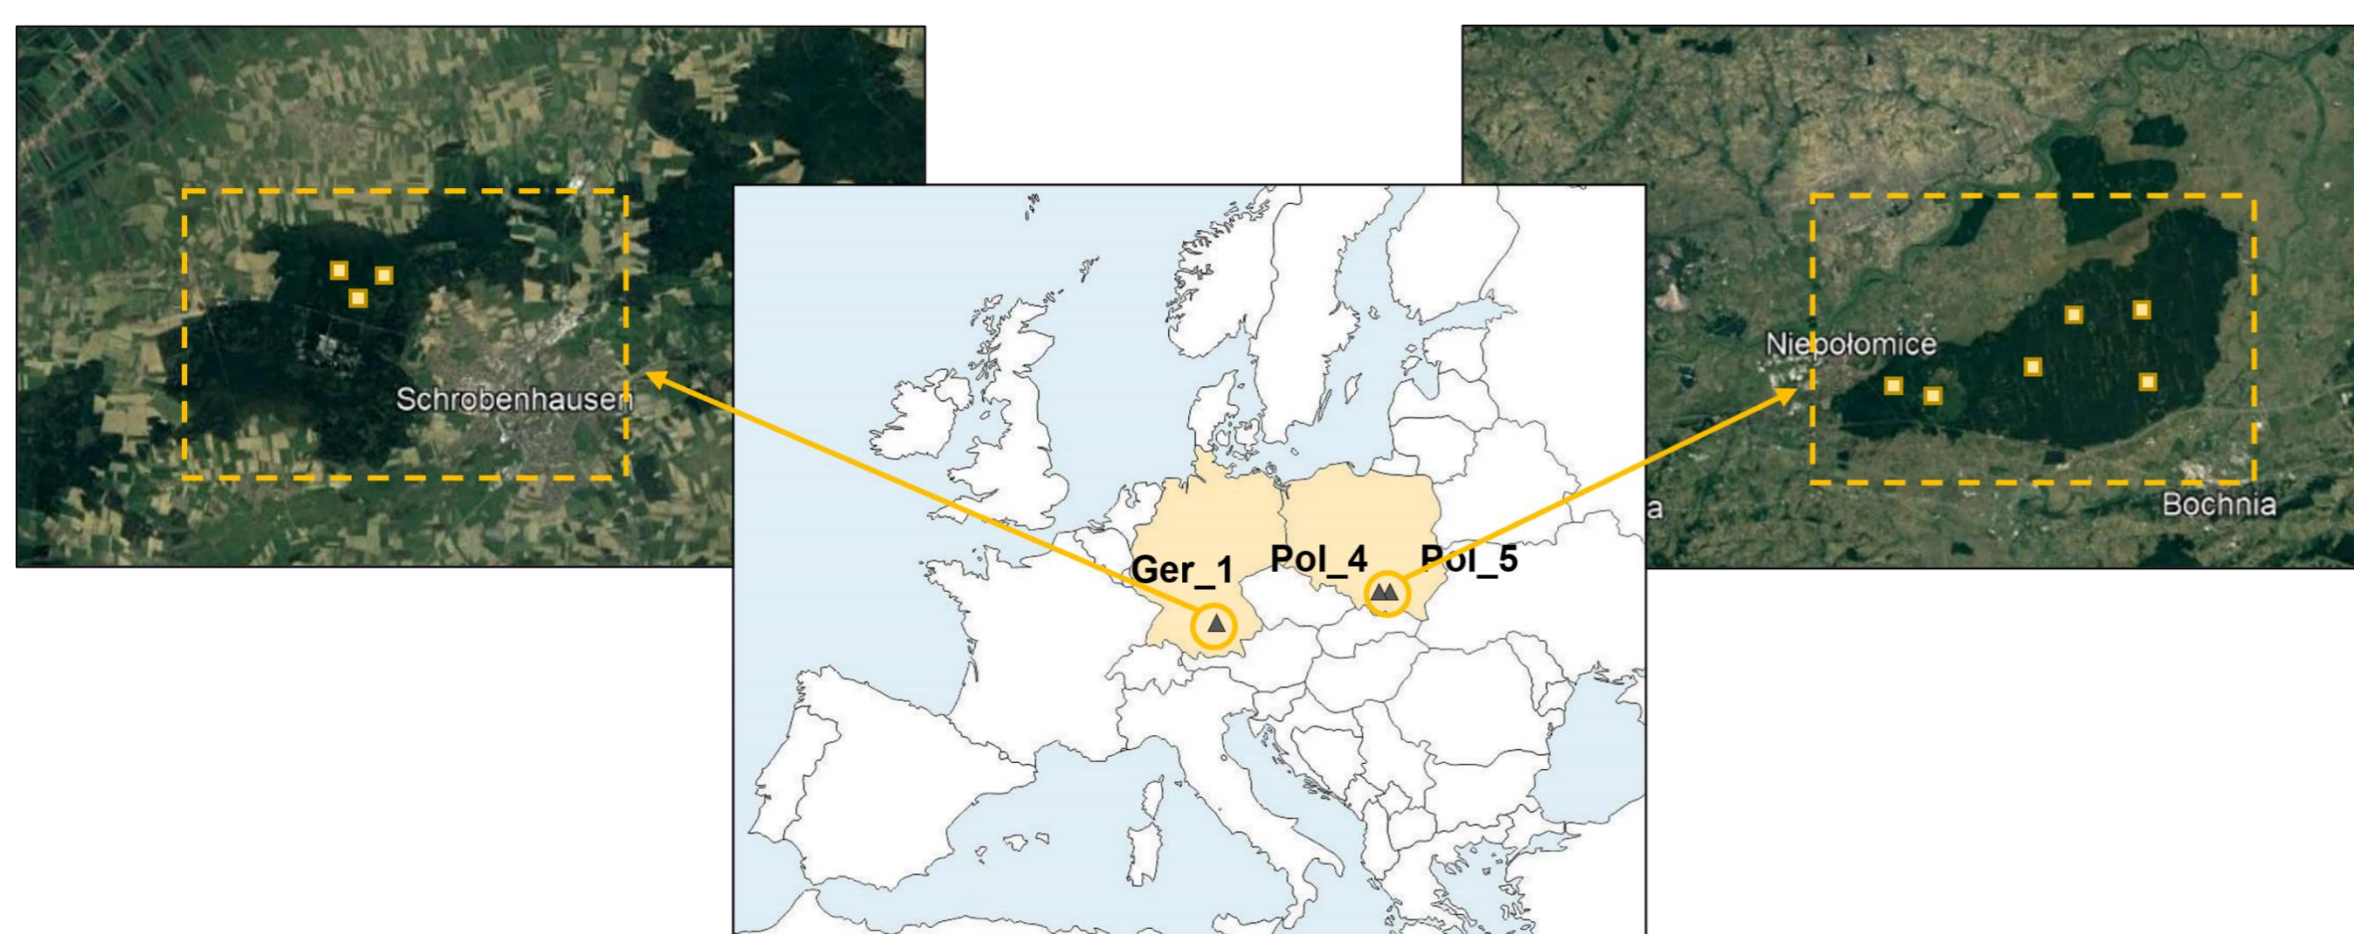 Schrobenhausen
Niepołomice
a
Bochnia
Ger_1
Pol_4
Pol_5